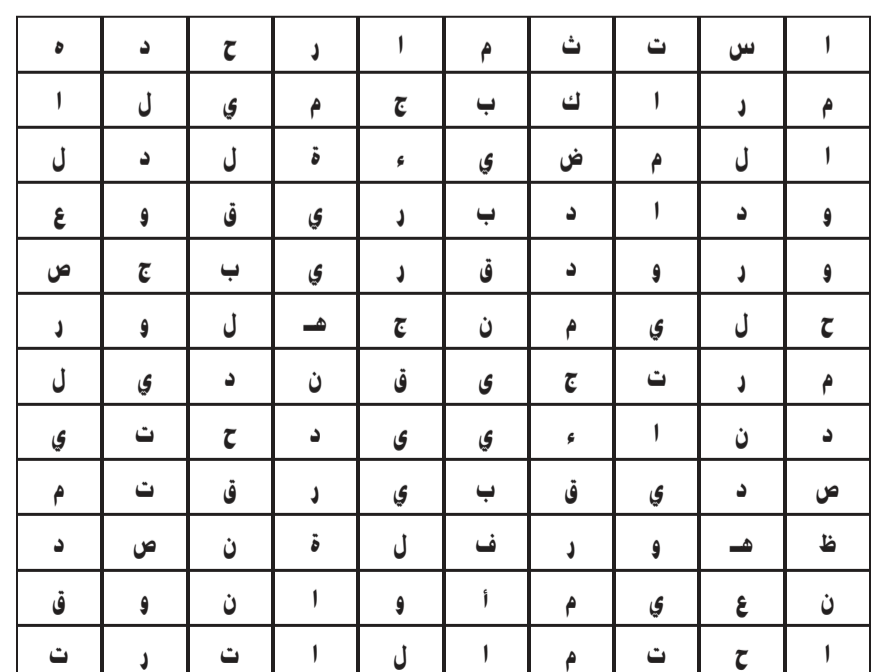 ا س ت ث م ا ر ح د ه
م ر ا ك ب ج م ي ل ا
ا ل م ض ي ء ة ل د ل
و د ا د ب ر ي ق و ع
و ر و د ق ر ي ب ج ص
ح ل ي م ن ج هـ ل و ر
م ر ت ج ى ق ن د ي ل
د ن ا ء ي ى د ح ت ي
ص د ي ق ب ي ر ق ت م
ظ هـ و ر ف ل ة ن ص د
ن ع ي م أ و ا ن و ق
ا ح ت م ا ل ا ت ر ت